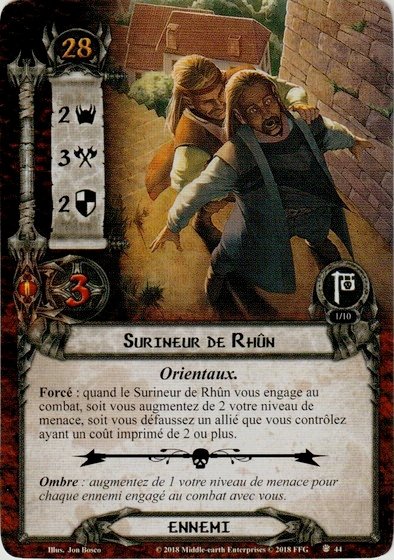 28
2
3
2
3
1/10
Surineur de Rhûn
Orientaux.
Forcé : quand le Surineur de Rhûn vous engage au
combat, soit vous augmentez de 2 votre niveau de
menace, soit vous défaussez un allié que vous contrôlez
ayant un coût imprimé de 2 ou plus.
Ombre : augmentez de 1 votre niveau de menace pour
chaque ennemi engagé au combat avec vous.
ENNEMI
Illus. Jon Bosco © 2018 Middle-earth Enterprises © 2018 FFG 44